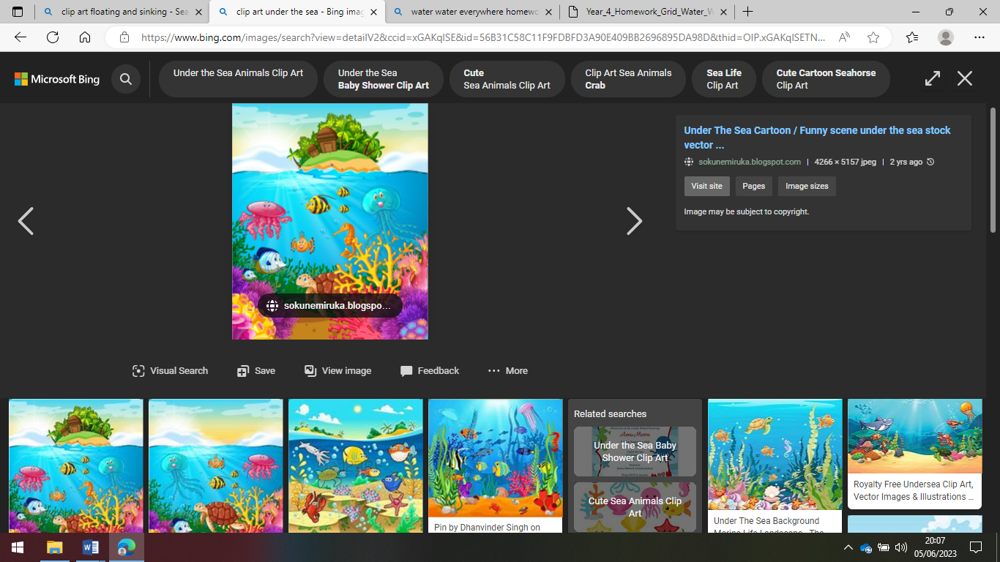 clip art floating and sinking - Sea
clip art under the sea - Bing imag
water water everywhere homewo
Year_4_Homework_Grid_Water_W
https://www.bing.com/images/search?view=detailV2&ccid=xGAKqISE&id=56B31C58C11F9FDBFD3A90E409BB2696895DA98D&thid=OIP.xGAKqISETN...
Microsoft Bing
Under the Sea Animals Clip Art
Under the Sea
Baby Shower Clip Art
Cute
Sea Animals Clip Art
Clip Art Sea Animals
Crab
Sea Life
Clip Art
Cute Cartoon Seahorse
Clip Art
Under The Sea Cartoon / Funny scene under the sea stock
vector ...
sokunemiruka.blogspot.com | 4266 × 5157 jpeg | 2 yrs ago
Visit site
Pages
Image sizes
Image may be subject to copyright.
sokunemiruka.blogspo...
Visual Search
Save
View image
Feedback
More
Pin by Dhanvinder Singh on
Related searches
Anna Moore
Under the Sea Baby
Shower Clip Art
Cute Sea Animals Clip
Art
Under The Sea Background
Marine Life Landscape - The
Royalty Free Undersea Clip Art,
Vector Images & Illustrations ...
20:07
05/06/2023